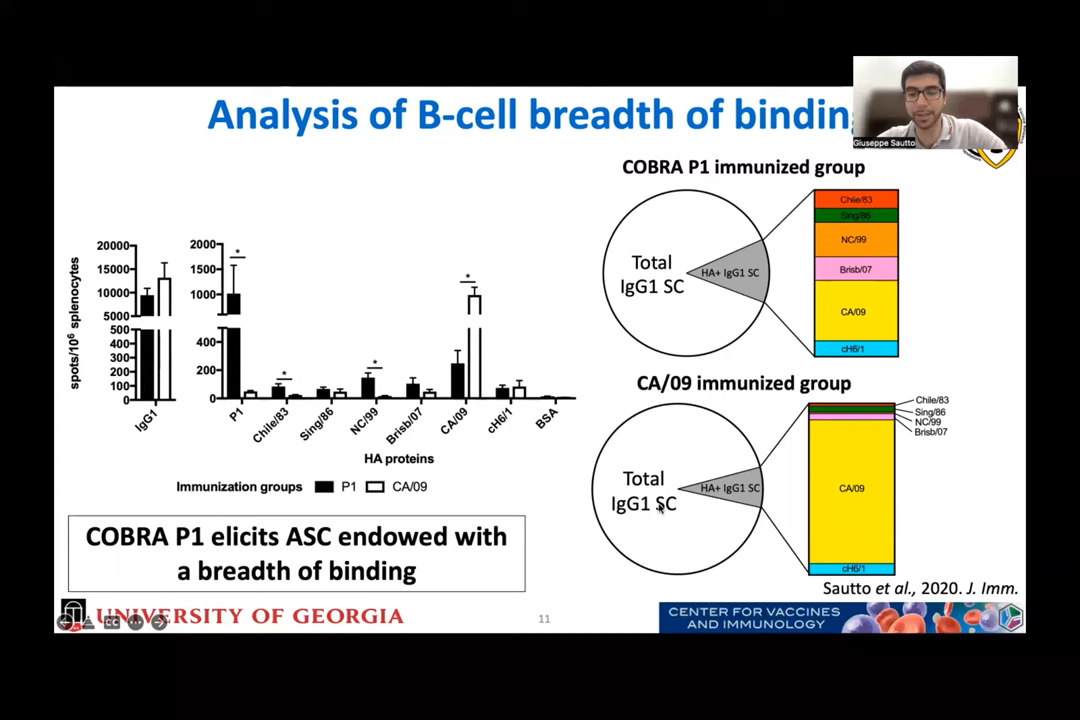 Analysis of B-cell breadth of bindin
Giuseppe Sautto
COBRA P1 immunized group
Total
IgG1 SC
HA+ IgG1 SC
Chile/83
Sing/86
NC/99
Brisb/07
CA/09
cH6/1
spots/10⁶ splenocytes
20000
15000
10000
5000
500
400
300
200
100
0
IgG1
2000
1500
1000
400
200
0
*
*
*
*
P1
Chile/83
Sing/86
NC/99
Brisb/07
CA/09
cH6/1
BSA
HA proteins
Immunization groups P1 CA/09
CA/09 immunized group
Total
IgG1 SC
HA+ IgG1 SC
Chile/83
Sing/86
NC/99
Brisb/07
CA/09
cH6/1
COBRA P1 elicits ASC endowed with
a breadth of binding
Sautto et al., 2020. J. Imm.
UNIVERSITY OF GEORGIA
11
CENTER FOR VACCINES
AND IMMUNOLOGY